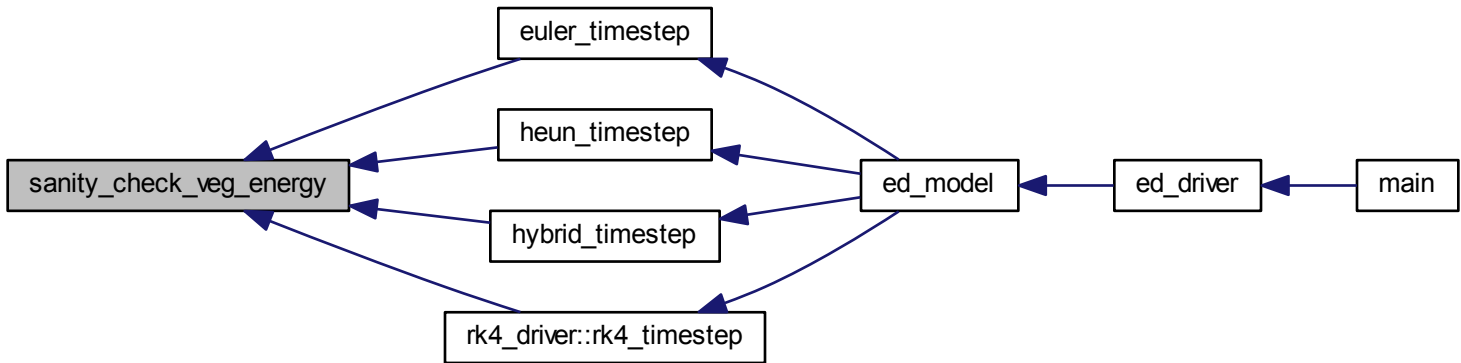 euler_timestep
heun_timestep
sanity_check_veg_energy
ed_model
ed_driver
main
hybrid_timestep
rk4_driver::rk4_timestep